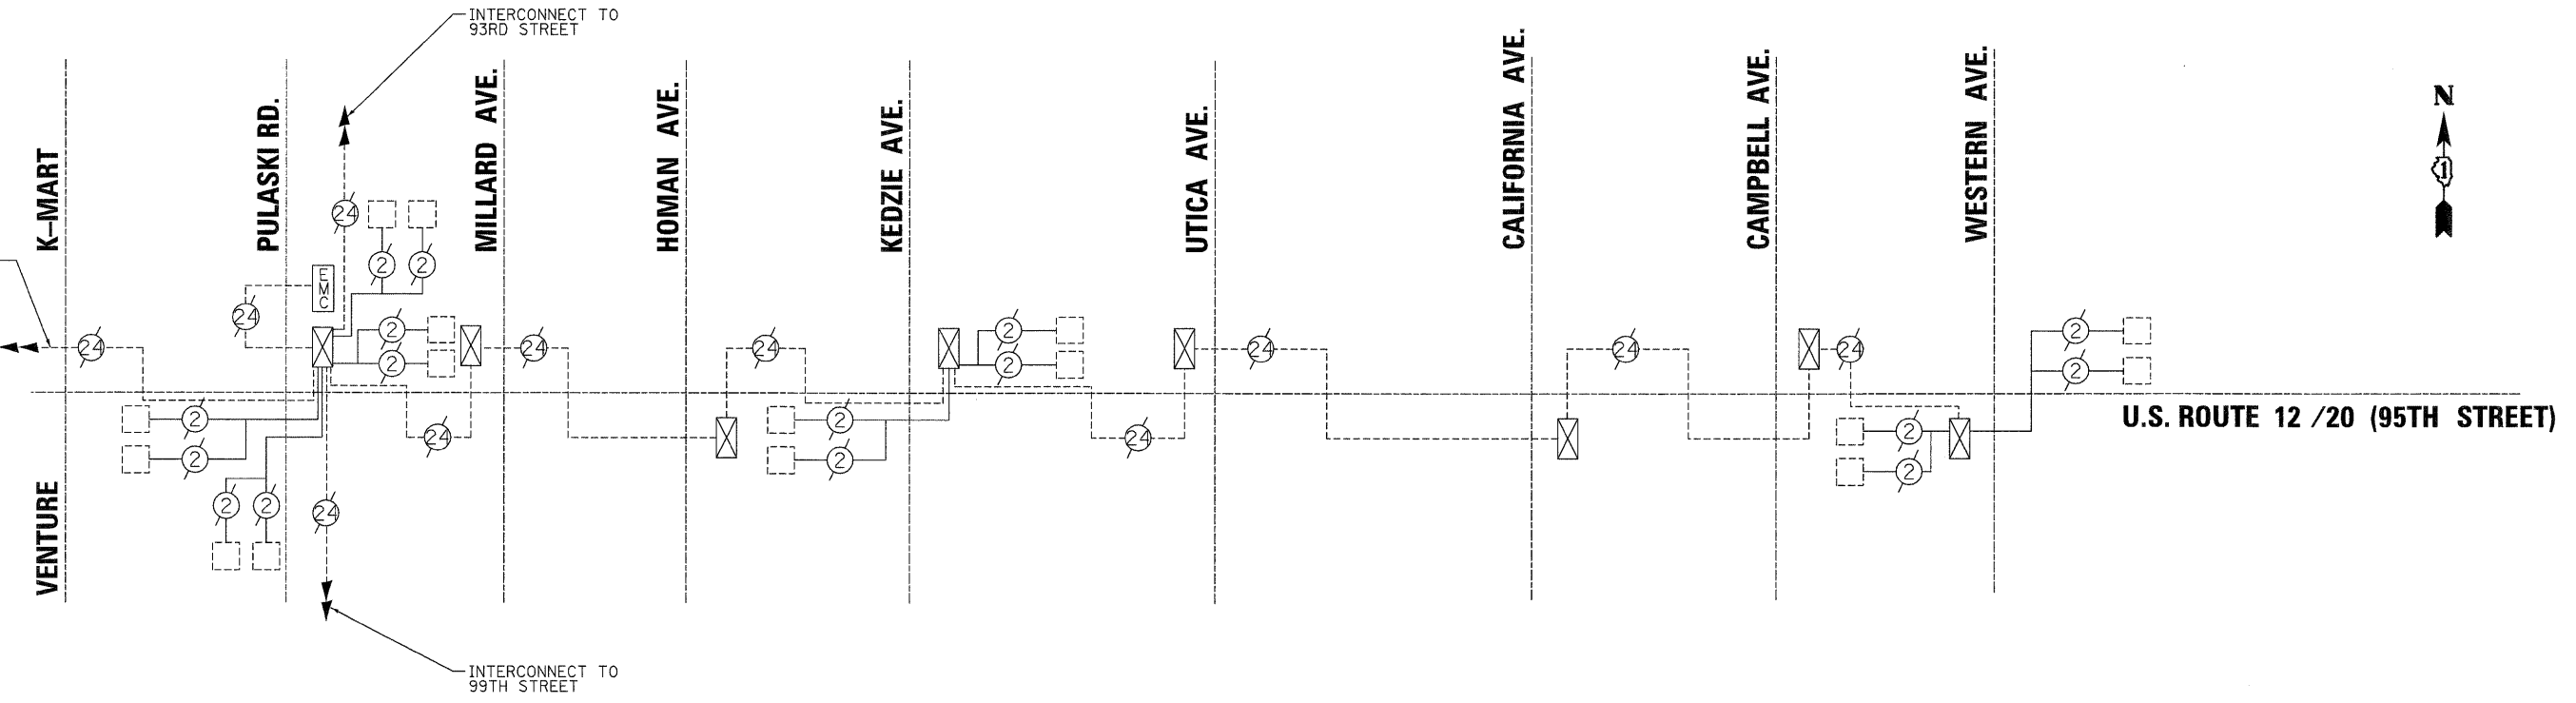 INTERCONNECT TO
93RD STREET
K-MART
PULASKI RD.
MILLARD AVE.
HOMAN AVE.
KEDZIE AVE.
UTICA AVE.
CALIFORNIA AVE.
CAMPBELL AVE.
WESTERN AVE.
N
1
24
2
2
EMC
24
24
2
2
24
24
2
2
24
24
24
2
2
2
2
24
2
2
24
2
2
U.S. ROUTE 12 /20 (95TH STREET)
VENTURE
2
2
24
INTERCONNECT TO
99TH STREET